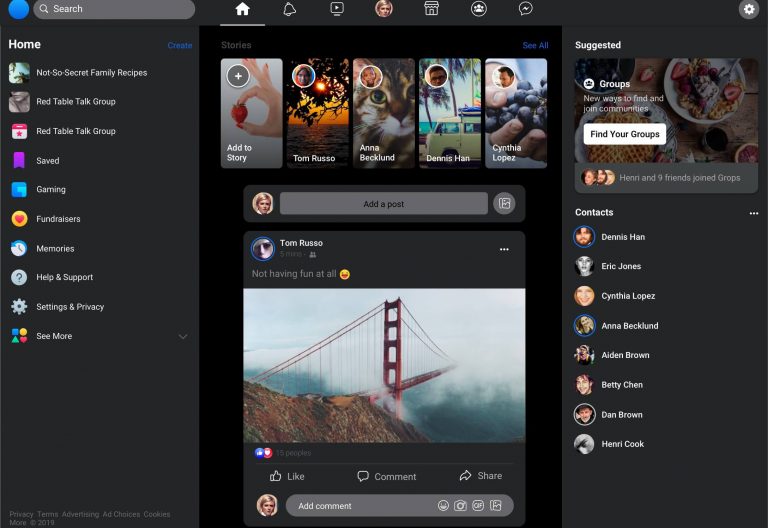 Search
Home
Create
Not-So-Secret Family Recipes
Red Table Talk Group
Red Table Talk Group
Saved
Gaming
Fundraisers
Memories
Help & Support
Settings & Privacy
See More
Privacy Terms Advertising Ad Choices Cookies
More © 2019
Stories
See All
Add to
Story
Tom Russo
Anna
Becklund
Dennis Han
Cynthia
Lopez
Add a post
Tom Russo
5 mins
Not having fun at all
15 peoples
Like
Comment
Share
Add comment
GIF
Suggested
Groups
New ways to find and
join communities
Find Your Groups
Henri and 9 friends joined Grops
Contacts
Dennis Han
Eric Jones
Cynthia Lopez
Anna Becklund
Aiden Brown
Betty Chen
Dan Brown
Henri Cook